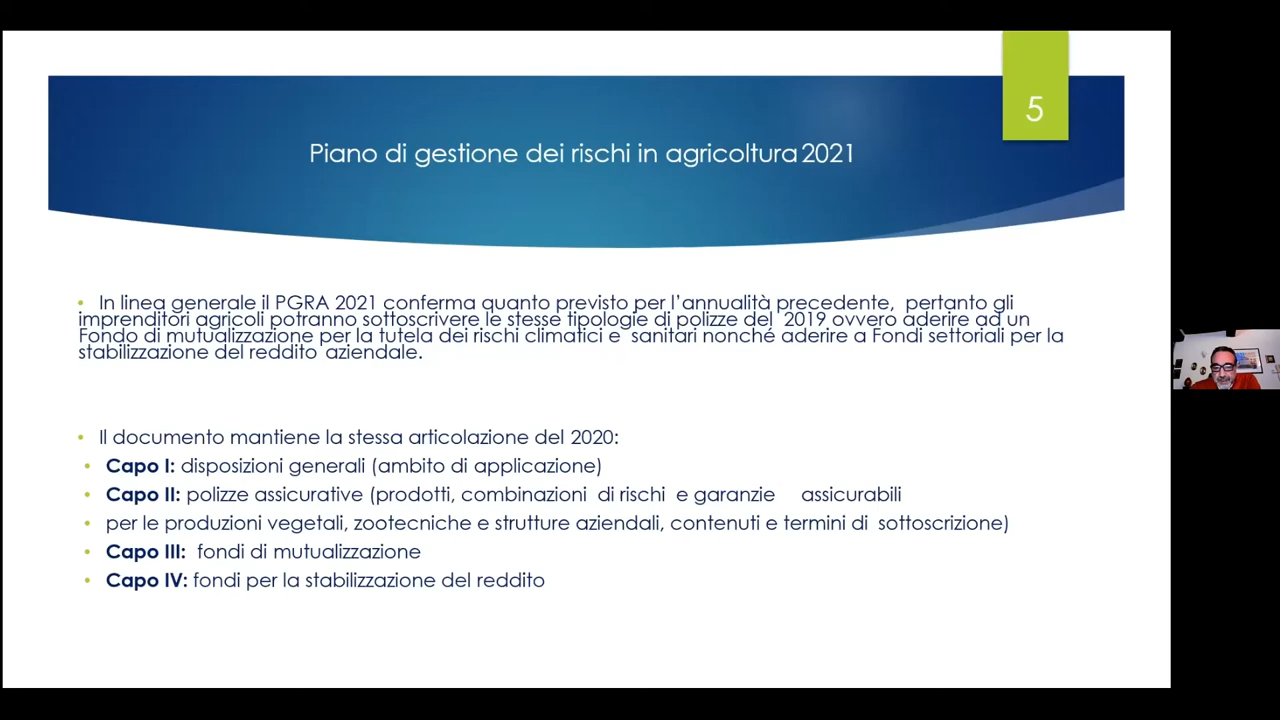 5
Piano di gestione dei rischi in agricoltura 2021
• In linea generale il PGRA 2021 conferma quanto previsto per l'annualità precedente, pertanto gli
imprenditori agricoli potranno sottoscrivere le stesse tipologie di polizze del 2019 ovvero aderire ad un
Fondo di mutualizzazione per la tutela dei rischi climatici e sanitari nonché aderire a Fondi settoriali per la
stabilizzazione del reddito aziendale.
• Il documento mantiene la stessa articolazione del 2020:
• Capo I: disposizioni generali (ambito di applicazione)
• Capo II: polizze assicurative (prodotti, combinazioni di rischi e garanzie assicurabili
• per le produzioni vegetali, zootecniche e strutture aziendali, contenuti e termini di sottoscrizione)
• Capo III: fondi di mutualizzazione
• Capo IV: fondi per la stabilizzazione del reddito